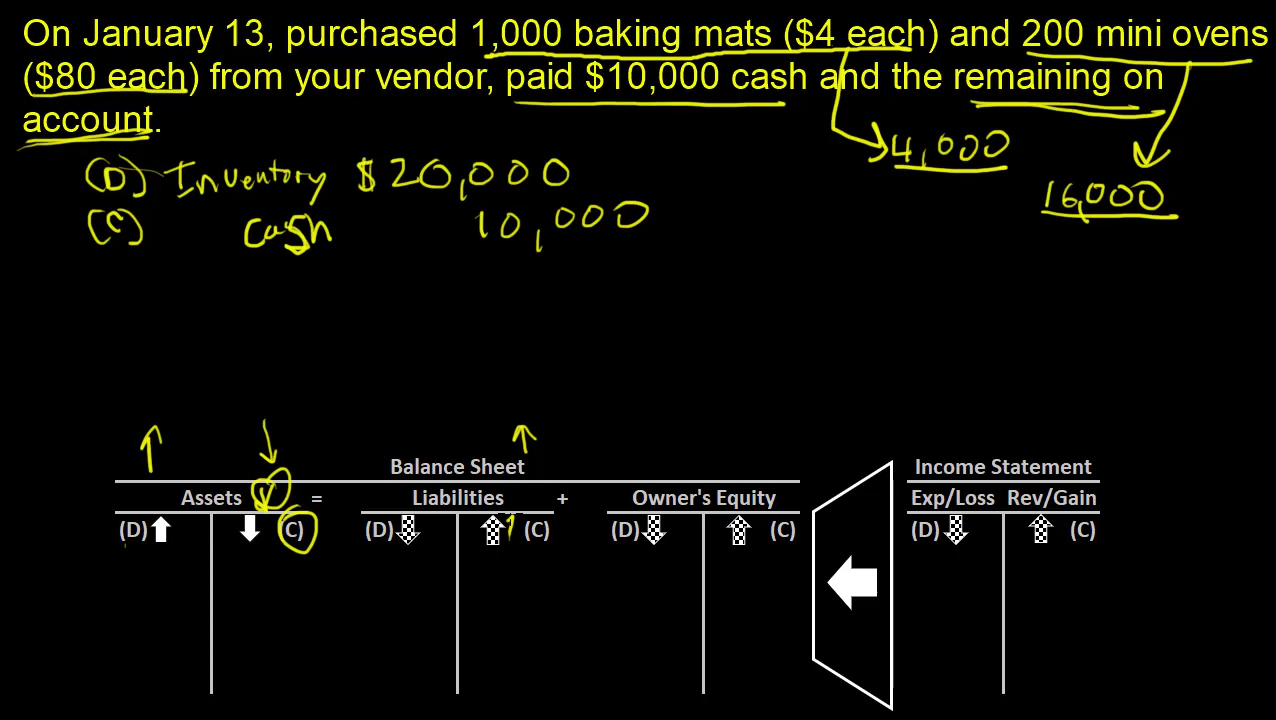 On January 13, purchased 1,000 baking mats ($4 each) and 200 mini ovens
($80 each) from your vendor, paid $10,000 cash and the remaining on
account.
4,000
16,000
(D) Inventory $20,000
(C) Cash 10,000
Balance Sheet
Income Statement
Assets = Liabilities + Owner's Equity
Exp/Loss Rev/Gain
(D) (C) (D) (C) (D) (C) (D) (C)